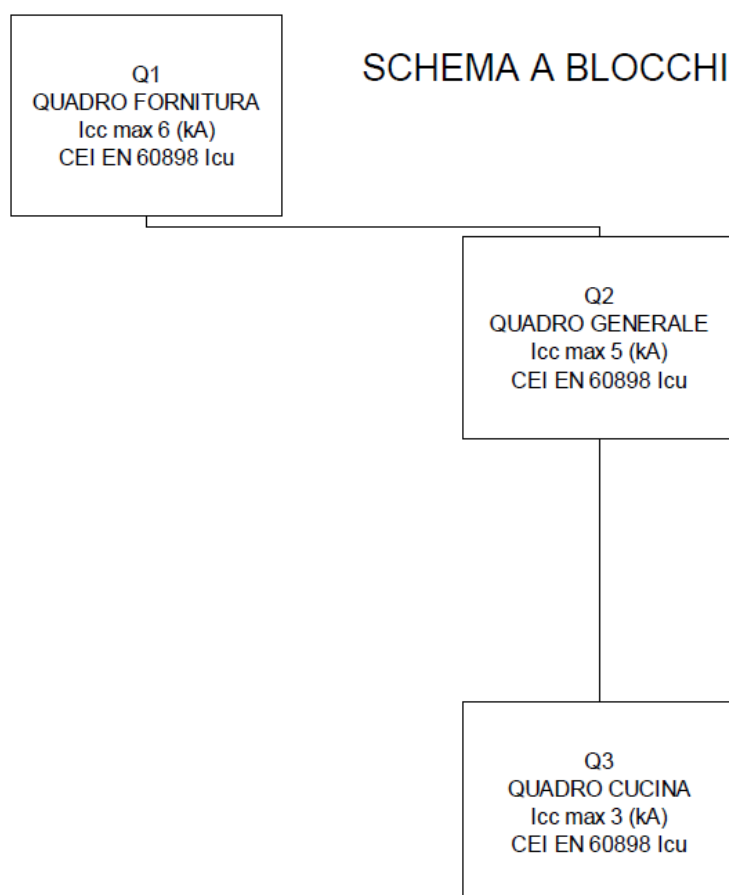 SCHEMA A BLOCCHI
Q1
QUADRO FORNITURA
Icc max 6 (kA)
CEI EN 60898 Icu
Q2
QUADRO GENERALE
Icc max 5 (kA)
CEI EN 60898 Icu
Q3
QUADRO CUCINA
Icc max 3 (kA)
CEI EN 60898 Icu